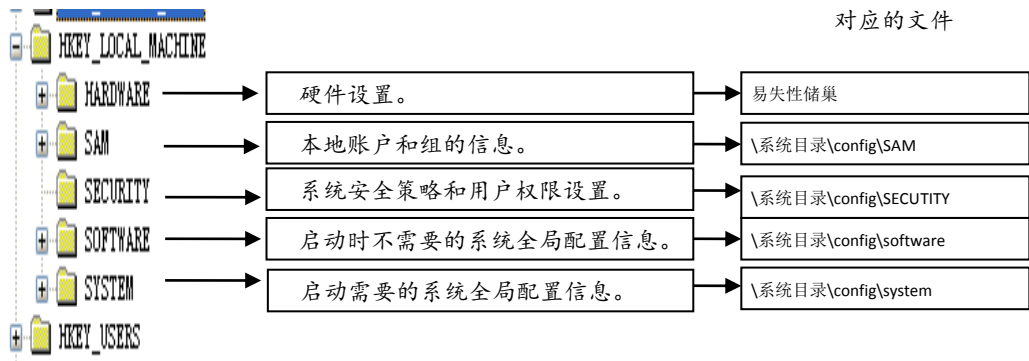 对应的文件
HKEY_LOCAL_MACHINE
HARDWARE 硬件设置。 易失性储巢
SAM 本地账户和组的信息。 \系统目录\config\SAM
SECURITY 系统安全策略和用户权限设置。 \系统目录\config\SECUTITY
SOFTWARE 启动时不需要的系统全局配置信息。 \系统目录\config\software
SYSTEM 启动需要的系统全局配置信息。 \系统目录\config\system
HKEY_USERS